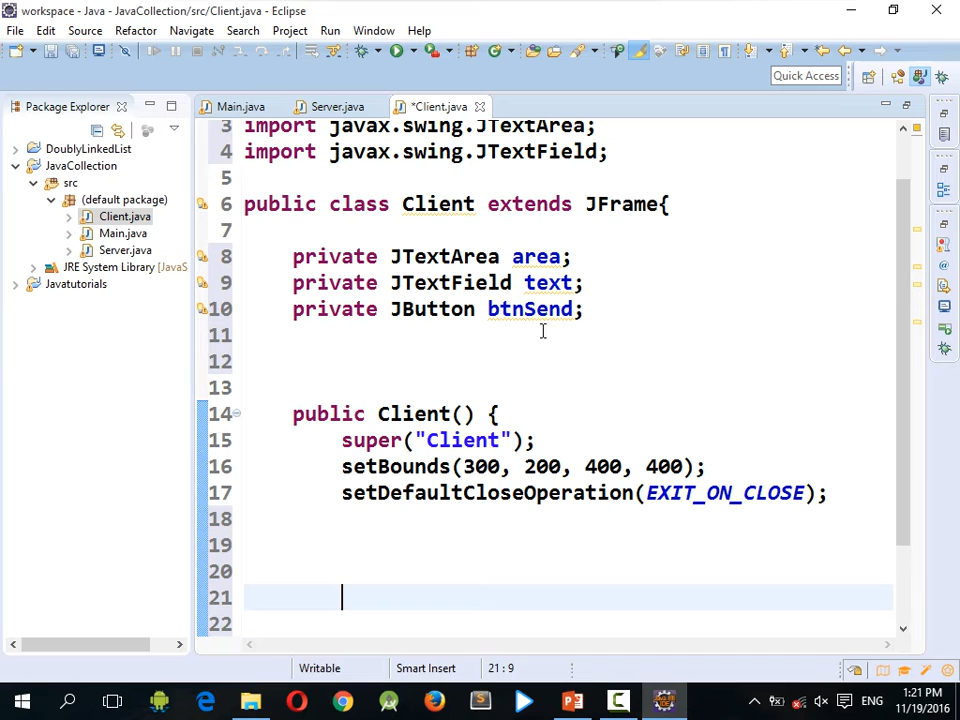 workspace - Java - JavaCollection/src/Client.java - Eclipse
File Edit Source Refactor Navigate Search Project Run Window Help
Quick Access
Package Explorer
Main.java Server.java *Client.java
DoublyLinkedList
JavaCollection
src
(default package)
Client.java
Main.java
Server.java
JRE System Library [JavaS
Javatutorials
3 import javax.swing.JTextArea;
4 import javax.swing.JTextField;
5
6 public class Client extends JFrame{
7
8 private JTextArea area;
9 private JTextField text;
10 private JButton btnSend;
11
12
13
14 public Client() {
15 super("Client");
16 setBounds(300, 200, 400, 400);
17 setDefaultCloseOperation(EXIT_ON_CLOSE);
18
19
20
21
22
Writable Smart Insert 21 : 9
ENG 1:21 PM
11/19/2016